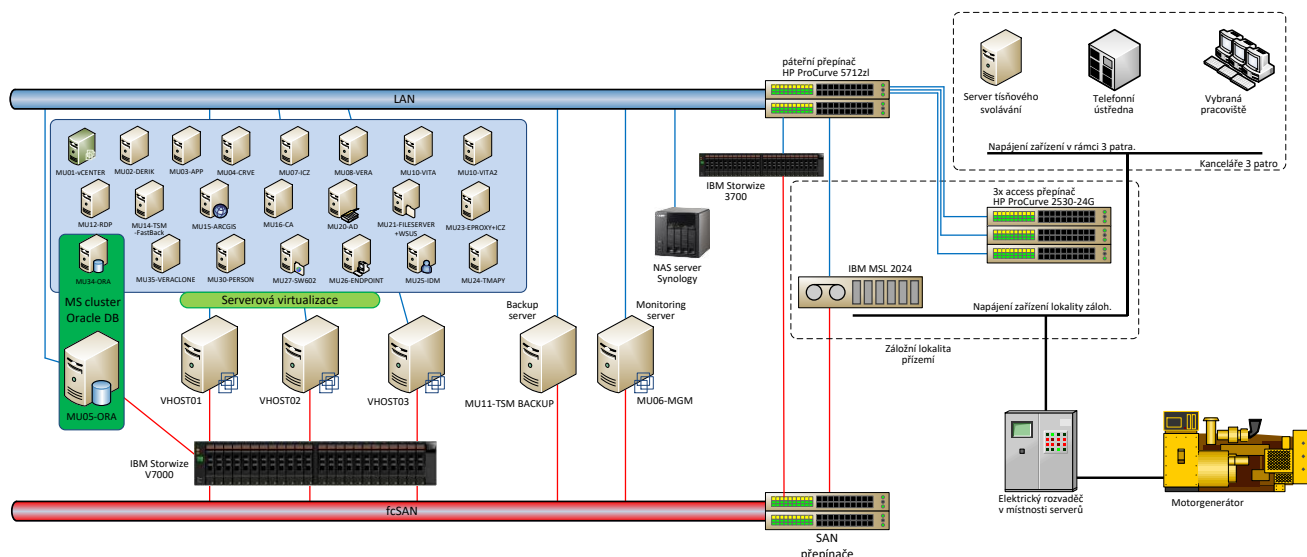 páteřní přepínač
HP ProCurve 5712zl
LAN
Server tísňového
svolávání
Telefonní
ústředna
Vybraná
pracoviště
Napájení zařízení v rámci 3 patra.
Kanceláře 3 patro
MU01-vCENTER
MU02-DERIK
MU03-APP
MU04-CRVE
MU07-ICZ
MU08-VERA
MU10-VITA
MU10-VITA2
IBM Storwize
3700
3x access přepínač
HP ProCurve 2530-24G
MU12-RDP
MU14-TSM
-FastBack
MU15-ARCGIS
MU16-CA
MU20-AD
MU21-FILESERVER
+WSUS
MU23-EPROXY+ICZ
NAS server
Synology
IBM MSL 2024
MU34-ORA
MU35-VERACLONE
MU30-PERSON
MU27-SW602
MU26-ENDPOINT
MU25-IDM
MU24-TMAPY
MS cluster
Oracle DB
Serverová virtualizace
Backup
server
Monitoring
server
Napájení zařízení lokality záloh.
Záložní lokalita
přízemí
MU05-ORA
VHOST01
VHOST02
VHOST03
MU11-TSM BACKUP
MU06-MGM
IBM Storwize
V7000
Elektrický rozvaděč
v místnosti serverů
Motorgenerátor
fcSAN
SAN
přepínače